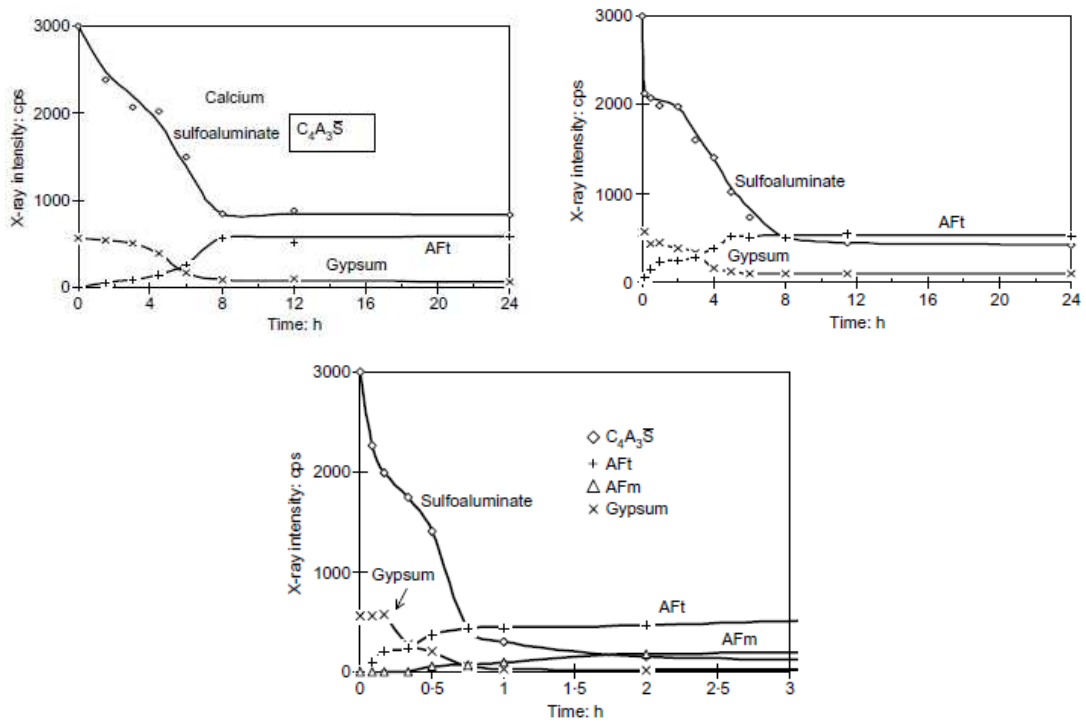 3000
2000
1000
0
X-ray intensity: cps
Calcium
sulfoaluminate
C₄A₃S̅
AFt
Gypsum
0 4 8 12 16 20 24
Time: h
3000
2000
1000
0
X-ray intensity: cps
Sulfoaluminate
AFt
Gypsum
0 4 8 12 16 20 24
Time: h
3000
2000
1000
0
X-ray intensity: cps
C₄A₃S̅
AFt
AFm
Gypsum
Sulfoaluminate
Gypsum
AFt
AFm
0 0·5 1 1·5 2 2·5 3
Time: h